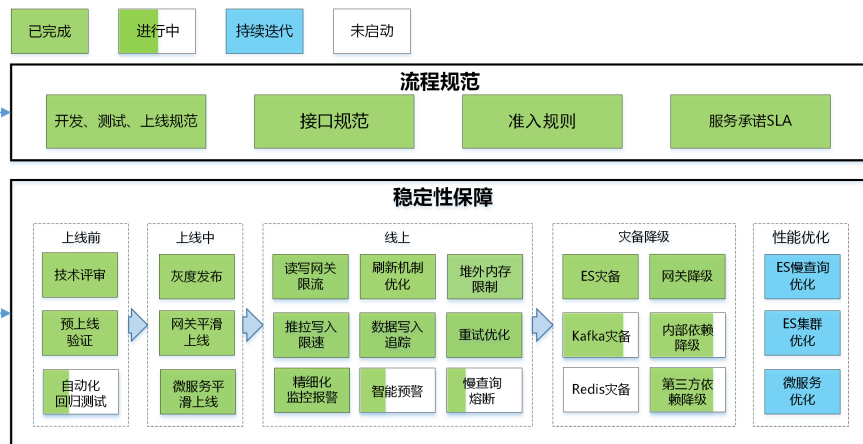 已完成
进行中
持续迭代
未启动
流程规范
开发、测试、上线规范
接口规范
准入规则
服务承诺SLA
稳定性保障
上线前
技术评审
预上线
验证
自动化
回归测试
上线中
灰度发布
网关平滑
上线
微服务平
滑上线
线上
读写网关
限流
刷新机制
优化
堆外内存
限制
推拉写入
限速
数据写入
追踪
重试优化
精细化
监控报警
智能预警
慢查询
熔断
灾备降级
ES灾备
网关降级
Kafka灾备
内部依赖
降级
Redis灾备
第三方依
赖降级
性能优化
ES慢查询
优化
ES集群
优化
微服务
优化